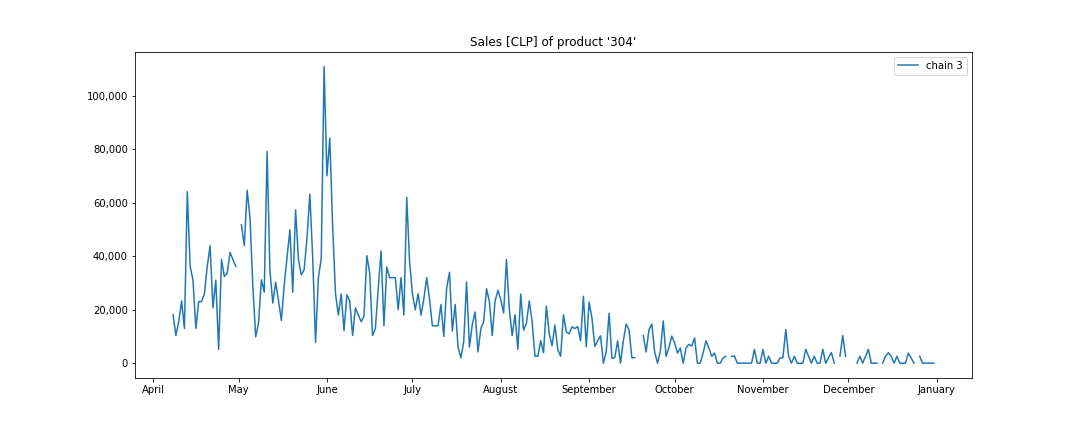 Sales [CLP] of product '304'
chain 3
100,000
80,000
60,000
40,000
20,000
0
April May June July August September October November December January